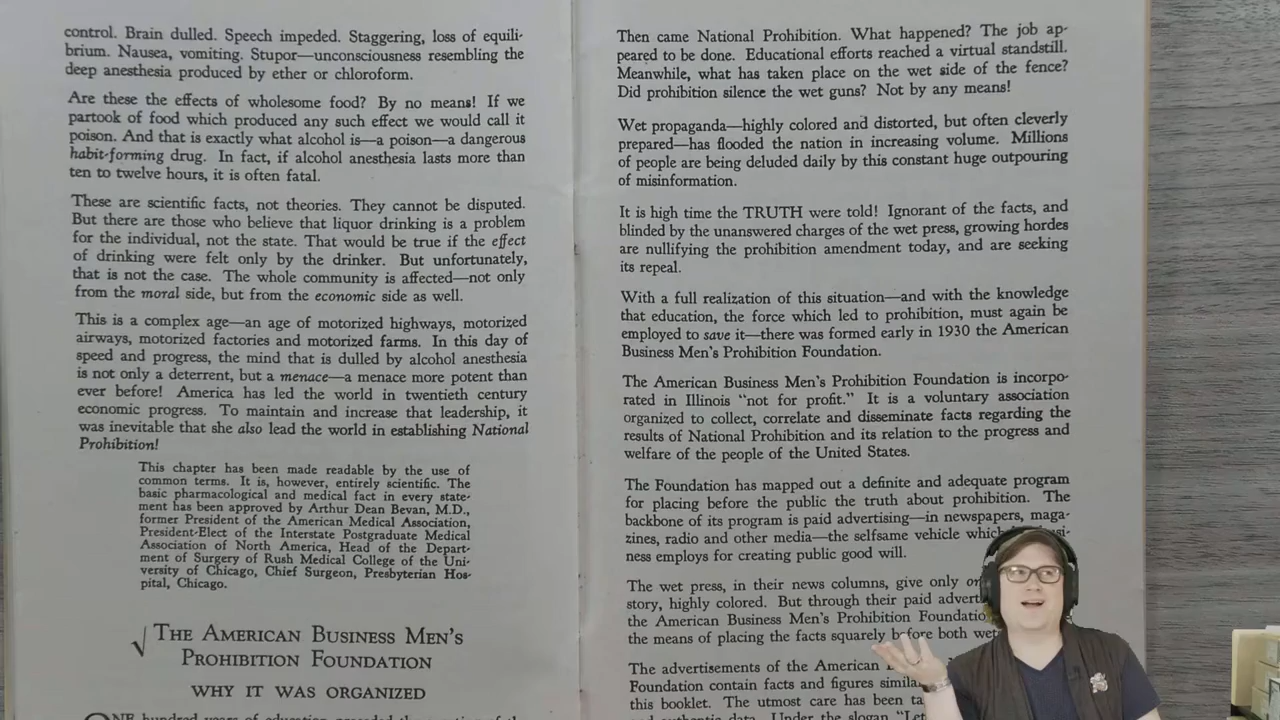 control. Brain dulled. Speech impeded. Staggering, loss of equili-
brium. Nausea, vomiting. Stupor—unconsciousness resembling the
deep anesthesia produced by ether or chloroform.
Are these the effects of wholesome food? By no means! If we
partook of food which produced any such effect we would call it
poison. And that is exactly what alcohol is—a poison—a dangerous
habit-forming drug. In fact, if alcohol anesthesia lasts more than
ten to twelve hours, it is often fatal.
These are scientific facts, not theories. They cannot be disputed.
But there are those who believe that liquor drinking is a problem
for the individual, not the state. That would be true if the effect
of drinking were felt only by the drinker. But unfortunately,
that is not the case. The whole community is affected—not only
from the moral side, but from the economic side as well.
This is a complex age—an age of motorized highways, motorized
airways, motorized factories and motorized farms. In this day of
speed and progress, the mind that is dulled by alcohol anesthesia
is not only a deterrent, but a menace—a menace more potent than
ever before! America has led the world in twentieth century
economic progress. To maintain and increase that leadership, it
was inevitable that she also lead the world in establishing National
Prohibition!
This chapter has been made readable by the use of
common terms. It is, however, entirely scientific. The
basic pharmacological and medical fact in every state-
ment has been approved by Arthur Dean Bevan, M.D.,
former President of the American Medical Association,
President-Elect of the Interstate Postgraduate Medical
Association of North America, Head of the Depart-
ment of Surgery of Rush Medical College of the Uni-
versity of Chicago, Chief Surgeon, Presbyterian Hos-
pital, Chicago.
√ THE AMERICAN BUSINESS MEN'S
PROHIBITION FOUNDATION
WHY IT WAS ORGANIZED
ONE hundred years of education preceded the
Then came National Prohibition. What happened? The job ap-
peared to be done. Educational efforts reached a virtual standstill.
Meanwhile, what has taken place on the wet side of the fence?
Did prohibition silence the wet guns? Not by any means!
Wet propaganda—highly colored and distorted, but often cleverly
prepared—has flooded the nation in increasing volume. Millions
of people are being deluded daily by this constant huge outpouring
of misinformation.
It is high time the TRUTH were told! Ignorant of the facts, and
blinded by the unanswered charges of the wet press, growing hordes
are nullifying the prohibition amendment today, and are seeking
its repeal.
With a full realization of this situation—and with the knowledge
that education, the force which led to prohibition, must again be
employed to save it—there was formed early in 1930 the American
Business Men's Prohibition Foundation.
The American Business Men's Prohibition Foundation is incorpo-
rated in Illinois "not for profit." It is a voluntary association
organized to collect, correlate and disseminate facts regarding the
results of National Prohibition and its relation to the progress and
welfare of the people of the United States.
The Foundation has mapped out a definite and adequate program
for placing before the public the truth about prohibition. The
backbone of its program is paid advertising—in newspapers, maga-
zines, radio and other media—the selfsame vehicle which
ness employs for creating public good will.
The wet press, in their news columns, give only
story, highly colored. But through their paid
the American Business Men's Prohibition
the means of placing the facts squarely before both
The advertisements of the American
Foundation contain facts and figures
this booklet. The utmost care has been
and authentic data. Under the slogan